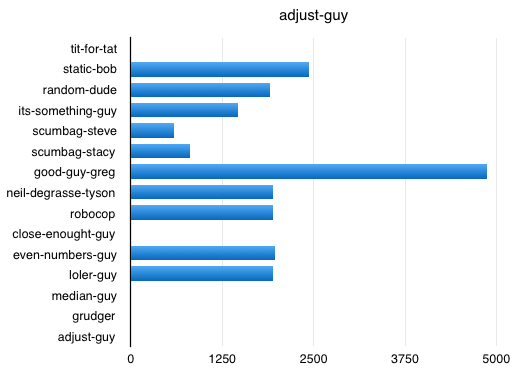 adjust-guy
tit-for-tat
static-bob
random-dude
its-something-guy
scumbag-steve
scumbag-stacy
good-guy-greg
neil-degrasse-tyson
robocop
close-enought-guy
even-numbers-guy
loler-guy
median-guy
grudger
adjust-guy
0 1250 2500 3750 5000